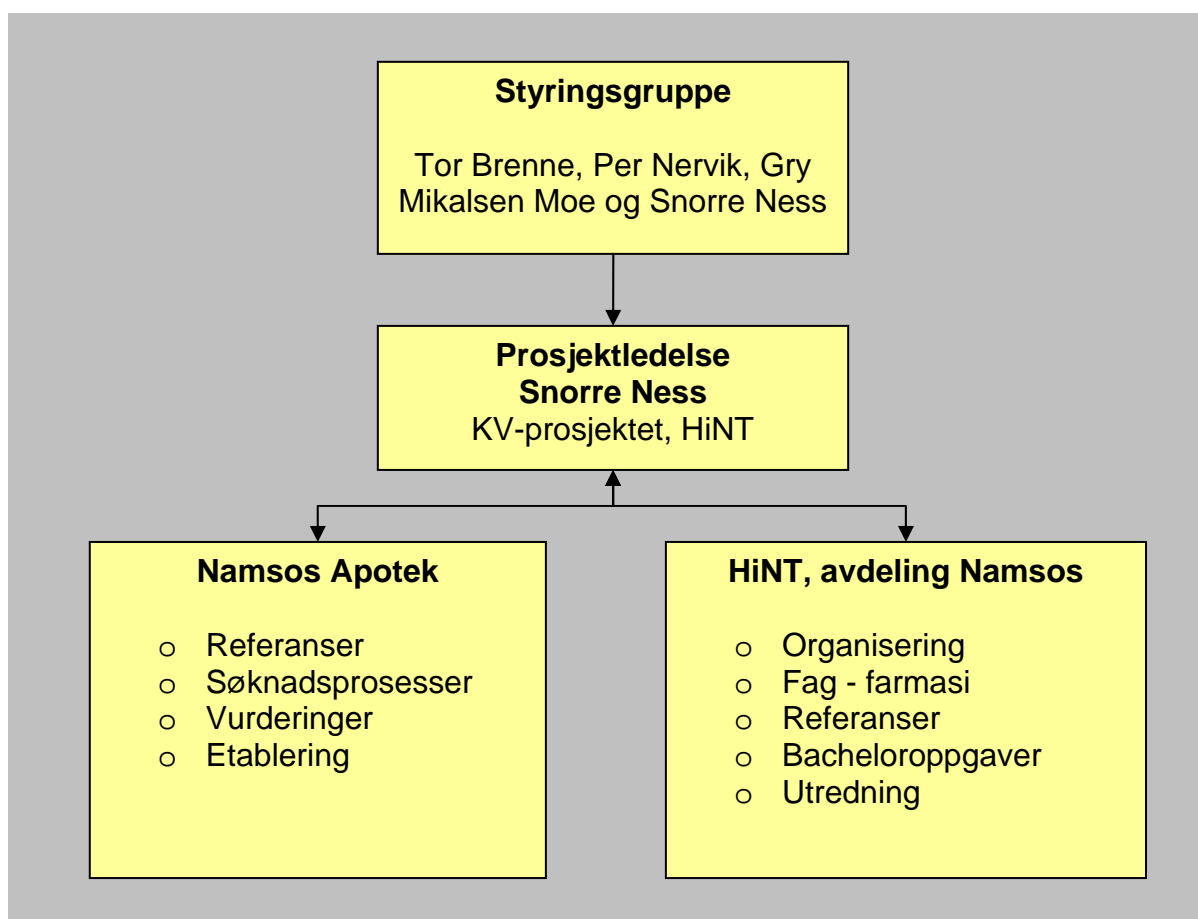 Styringsgruppe
Tor Brenne, Per Nervik, Gry
Mikalsen Moe og Snorre Ness
Prosjektledelse
Snorre Ness
KV-prosjektet, HiNT
Namsos Apotek
o Referanser
o Søknadsprosesser
o Vurderinger
o Etablering
HiNT, avdeling Namsos
o Organisering
o Fag - farmasi
o Referanser
o Bacheloroppgaver
o Utredning